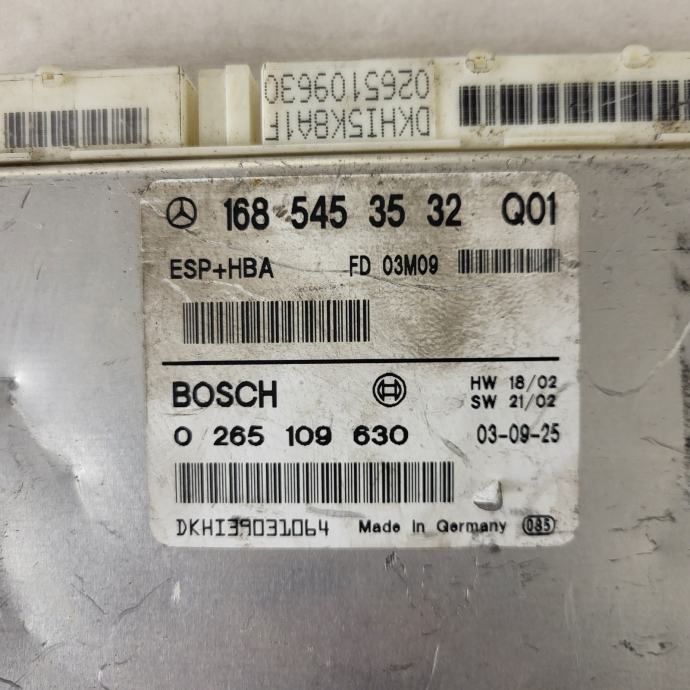 DKHI5K8A1F
0265109630
168 545 35 32 Q01
ESP+HBA FD 03M09
BOSCH
HW 18/02
SW 21/02
0 265 109 630 03-09-25
DKHI39031064 Made in Germany 085